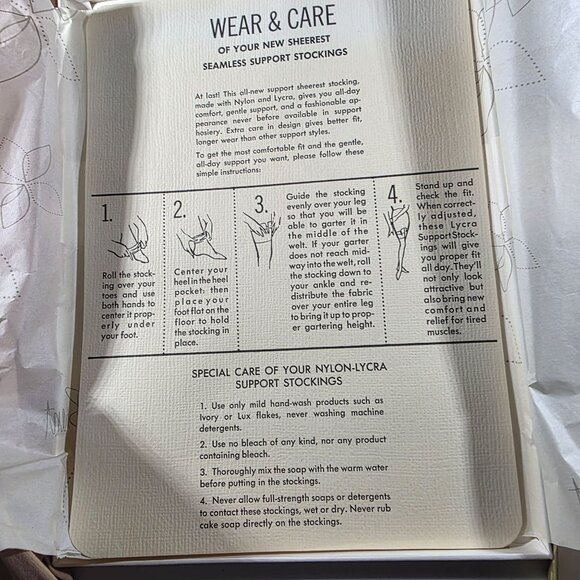 WEAR & CARE
OF YOUR NEW SHEEREST
SEAMLESS SUPPORT STOCKINGS
At last! This all-new support sheerest stocking,
made with Nylon and Lycra, gives you all-day
comfort, gentle support, and a fashionable ap-
pearance never before available in support
hosiery. Extra care in design gives better fit,
longer wear than other support styles.
To get the most comfortable fit and the gentle,
all-day support you want, please follow these
simple instructions:
1.
Roll the stock-
ing over your
toes and use
both hands to
center it prop-
erly under
your foot.
2.
Center your
heel in the heel
pocket: then
place your
foot flat on the
floor to hold
the stocking in
place.
3.
Guide the stocking
evenly over your leg
so that you will be
able to garter it in
the middle of the
welt. If your garter
does not reach mid-
way into the welt, roll
the stocking down to
your ankle and re-
distribute the fabric
over your entire leg
to bring it up to prop-
er gartering height.
4.
Stand up and
check the fit.
When correct-
ly adjusted,
these Lycra
Support Stock-
ings will give
you proper fit
all day. They'll
not only look
attractive but
also bring new
comfort and
relief for tired
muscles.
SPECIAL CARE OF YOUR NYLON-LYCRA
SUPPORT STOCKINGS
1. Use only mild hand-wash products such as
Ivory or Lux flakes, never washing machine
detergents.
2. Use no bleach of any kind, nor any product
containing bleach.
3. Thoroughly mix the soap with the warm water
before putting in the stockings.
4. Never allow full-strength soaps or detergents
to contact these stockings, wet or dry. Never rub
cake soap directly on the stockings.